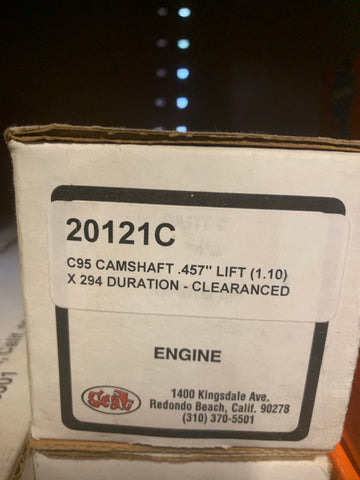 20121C
C95 CAMSHAFT .457" LIFT (1.10)
X 294 DURATION - CLEARANCED
ENGINE
SCAT
1400 Kingsdale Ave.
Redondo Beach, Calif. 90278
(310) 370-5501